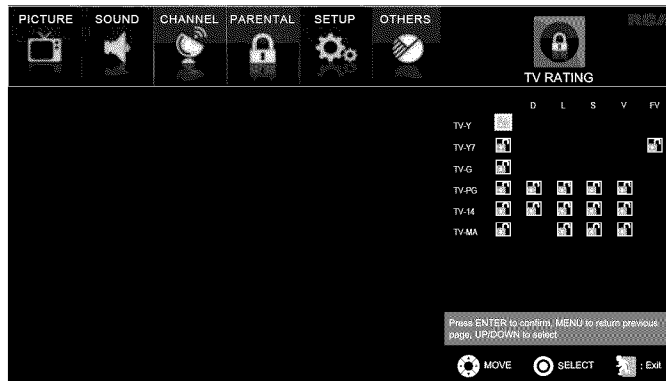 PICTURE SOUND CHANNEL PARENTAL SETUP OTHERS
RCA
TV RATING
D L S V FV
TV-Y
TV-Y7
TV-G
TV-PG
TV-14
TV-MA
Press ENTER to confirm, MENU to return previous
page, UP/DOWN to select
MOVE SELECT : Exit